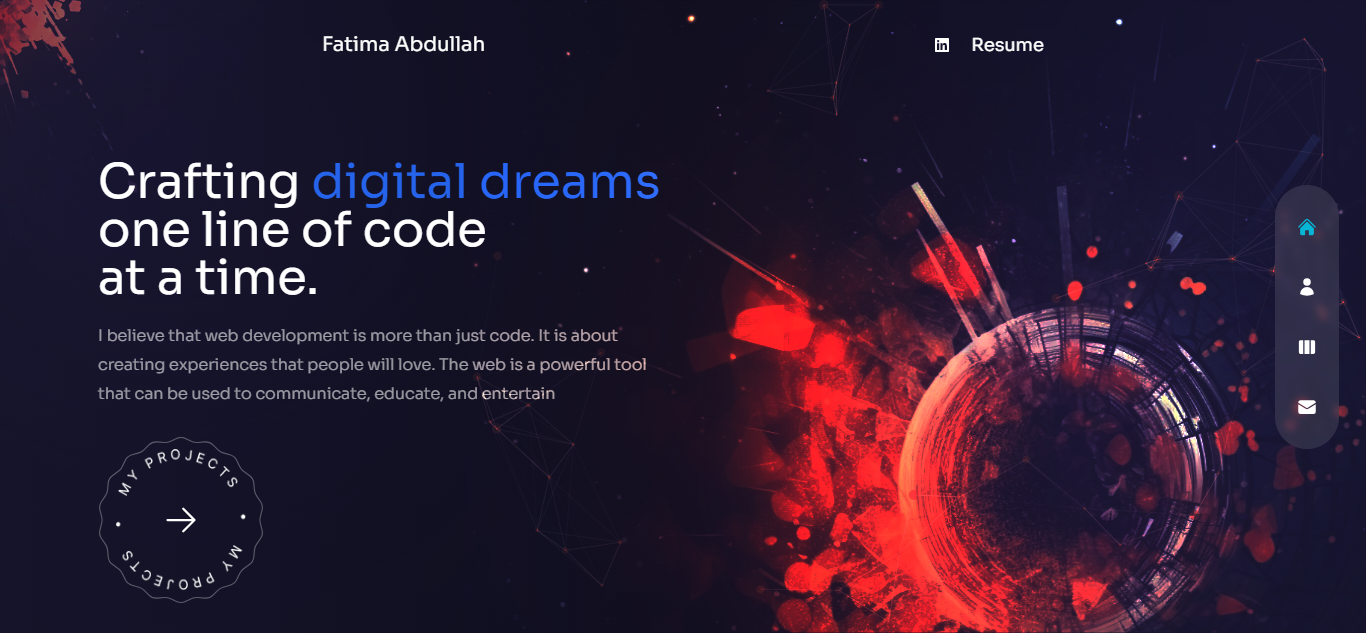 Fatima Abdullah
in Resume
Crafting digital dreams
one line of code
at a time.
I believe that web development is more than just code. It is about
creating experiences that people will love. The web is a powerful tool
that can be used to communicate, educate, and entertain
MY PROJECTS • MY PROJECTS •